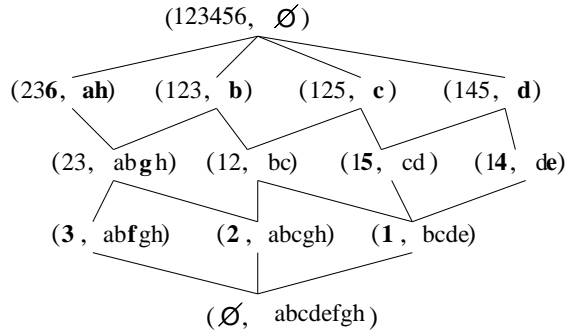 (123456, Ø)
(236, ah) (123, b) (125, c) (145, d)
(23, abgh) (12, bc) (15, cd) (14, de)
(3, abfgh) (2, abcgh) (1, bcde)
(Ø, abcdefgh)